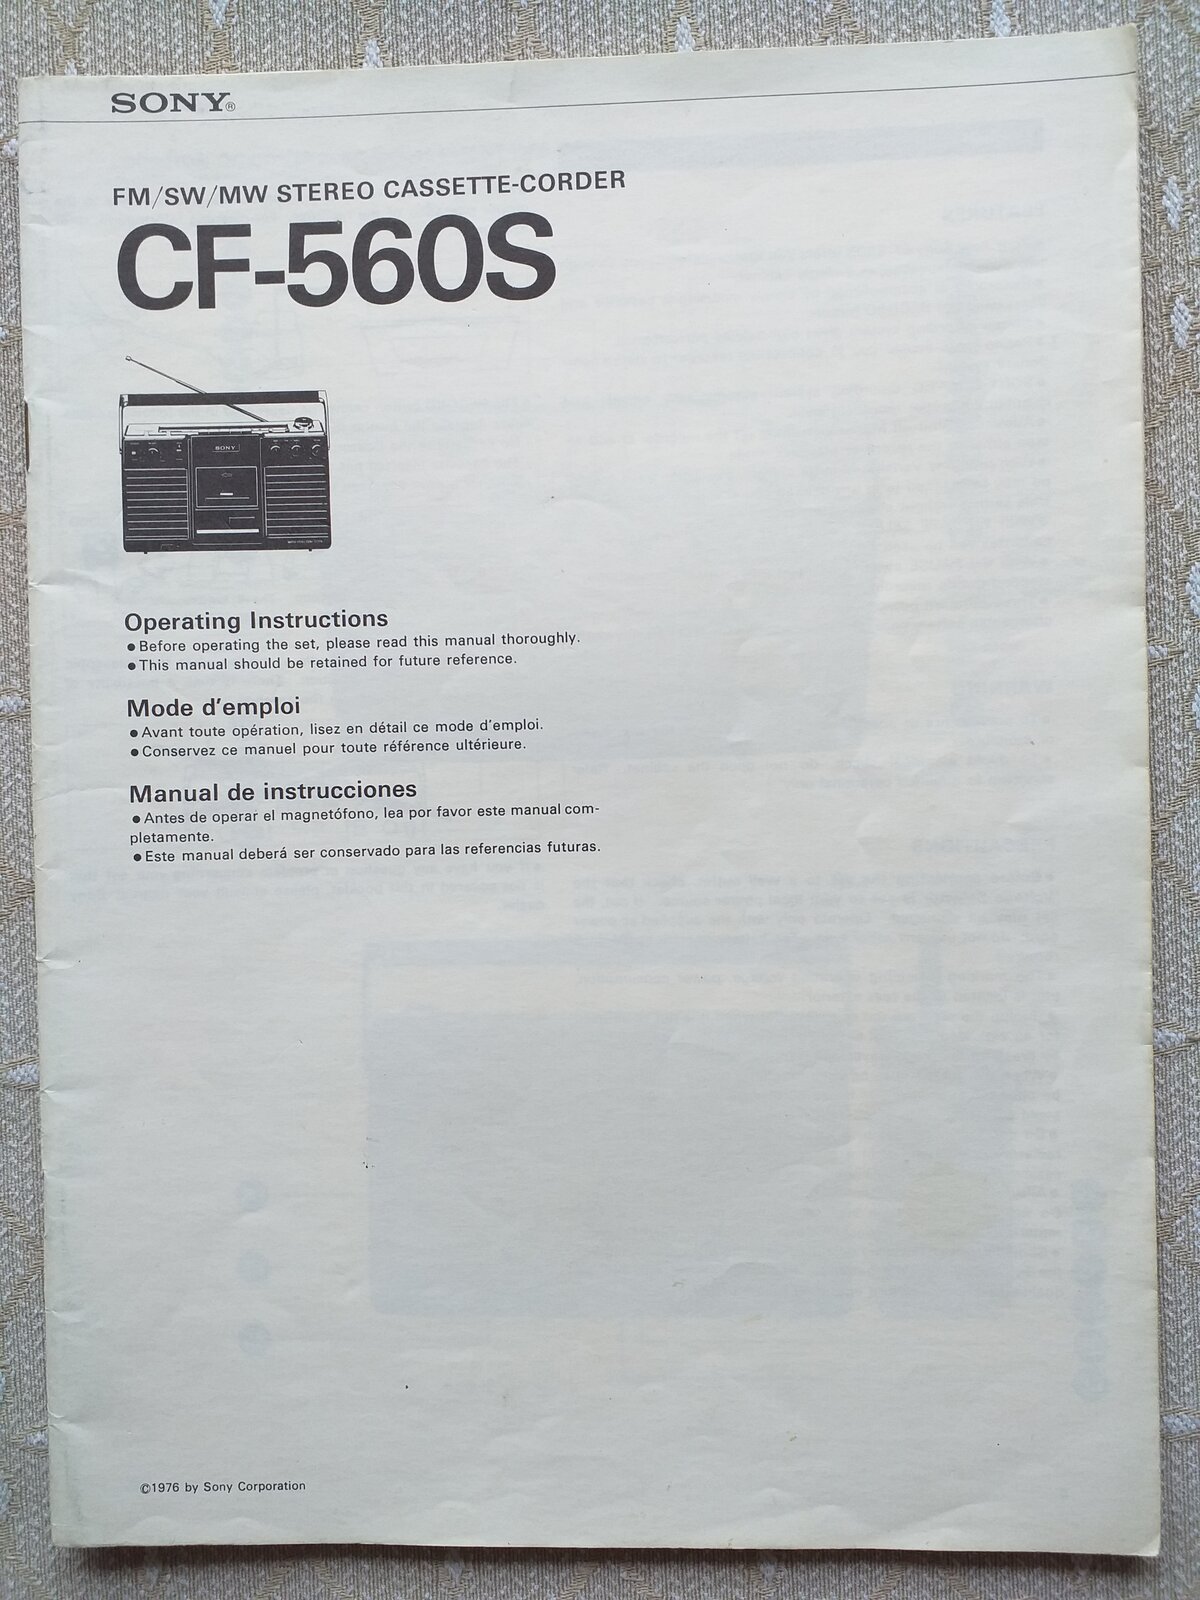 SONY®
FM/SW/MW STEREO CASSETTE-CORDER
CF-560S
SONY
Operating Instructions
● Before operating the set, please read this manual thoroughly.
● This manual should be retained for future reference.
Mode d'emploi
● Avant toute opération, lisez en détail ce mode d'emploi.
● Conservez ce manuel pour toute référence ultérieure.
Manual de instrucciones
● Antes de operar el magnetófono, lea por favor este manual com-
pletamente.
● Este manual deberá ser conservado para las referencias futuras.
©1976 by Sony Corporation